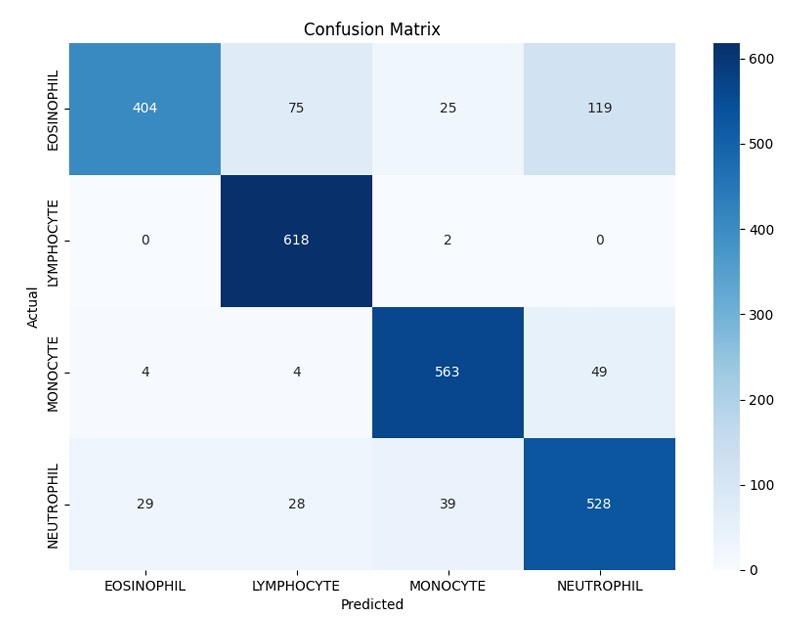 Confusion Matrix
EOSINOPHIL
404 75 25 119
LYMPHOCYTE
0 618 2 0
MONOCYTE
4 4 563 49
NEUTROPHIL
29 28 39 528
EOSINOPHIL LYMPHOCYTE MONOCYTE NEUTROPHIL
Predicted
Actual
600
500
400
300
200
100
0